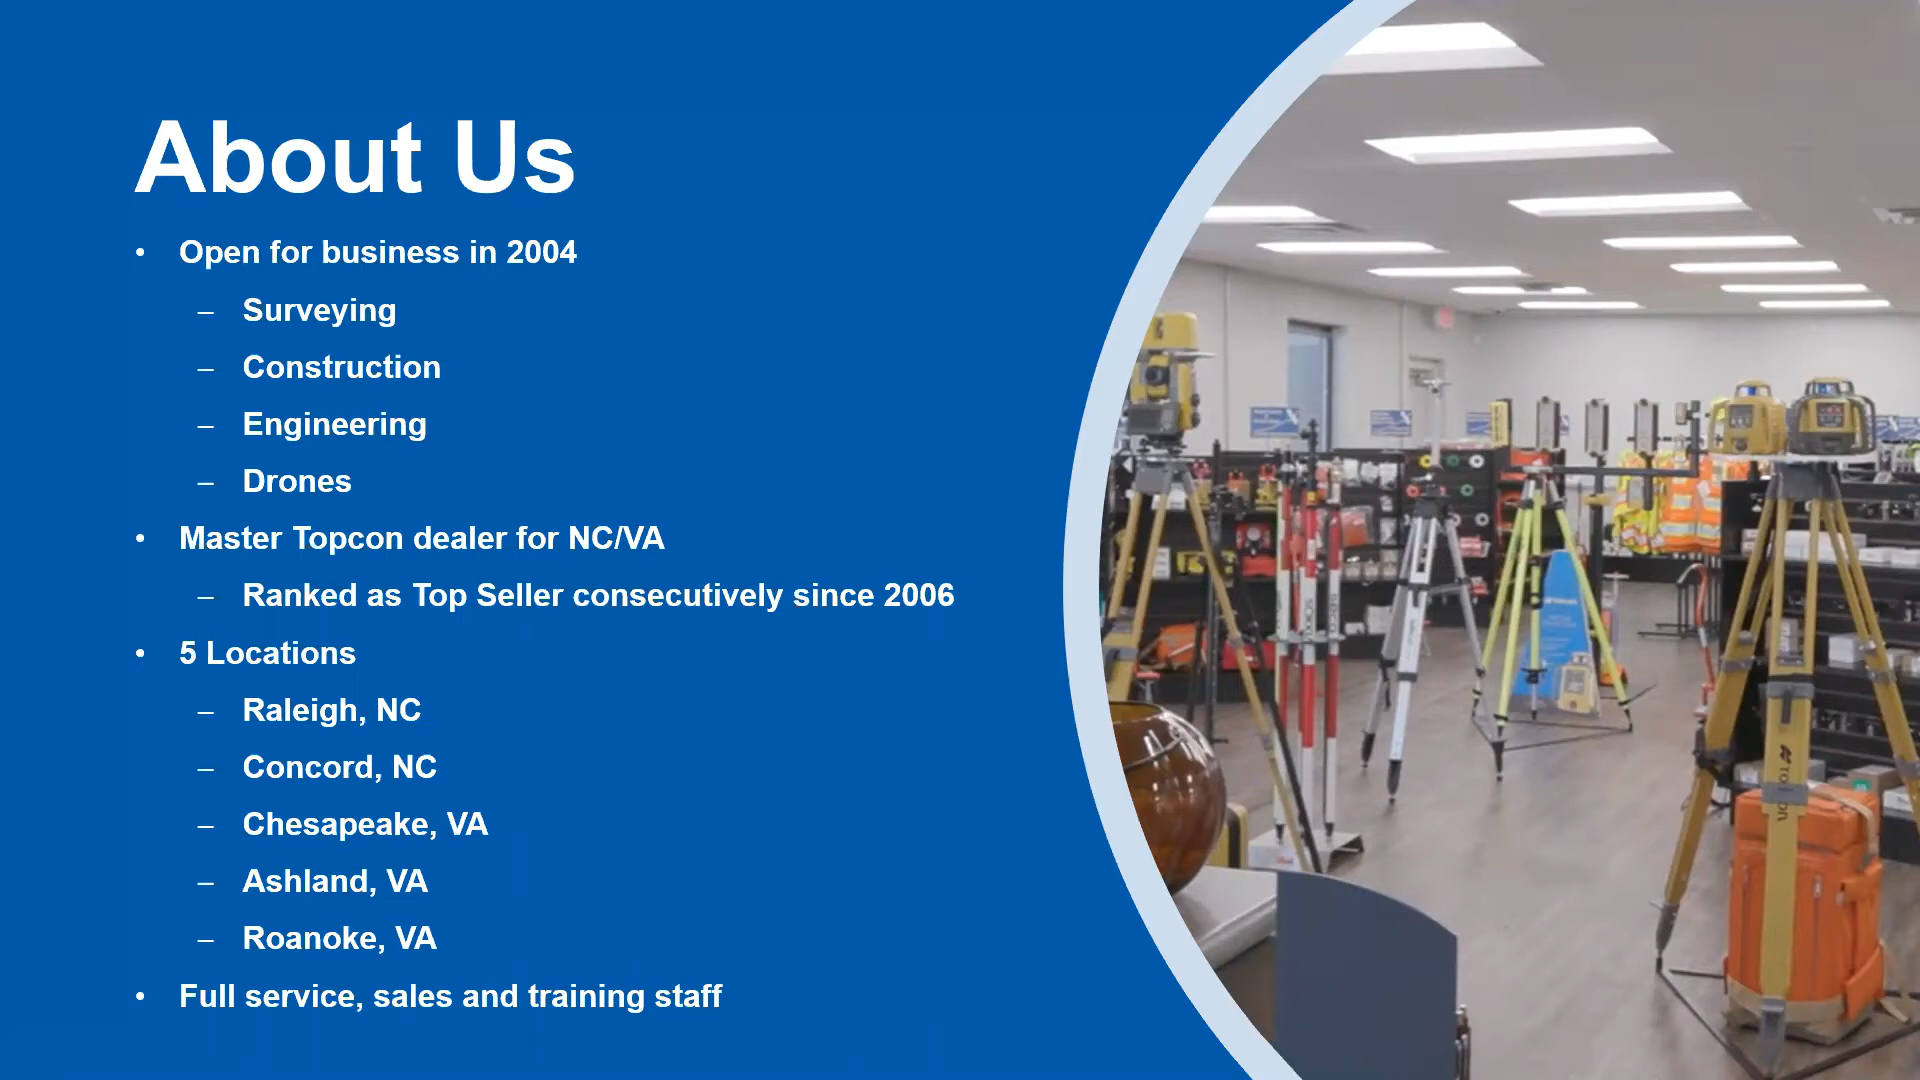 About Us
• Open for business in 2004
– Surveying
– Construction
– Engineering
– Drones
• Master Topcon dealer for NC/VA
– Ranked as Top Seller consecutively since 2006
• 5 Locations
– Raleigh, NC
– Concord, NC
– Chesapeake, VA
– Ashland, VA
– Roanoke, VA
• Full service, sales and training staff